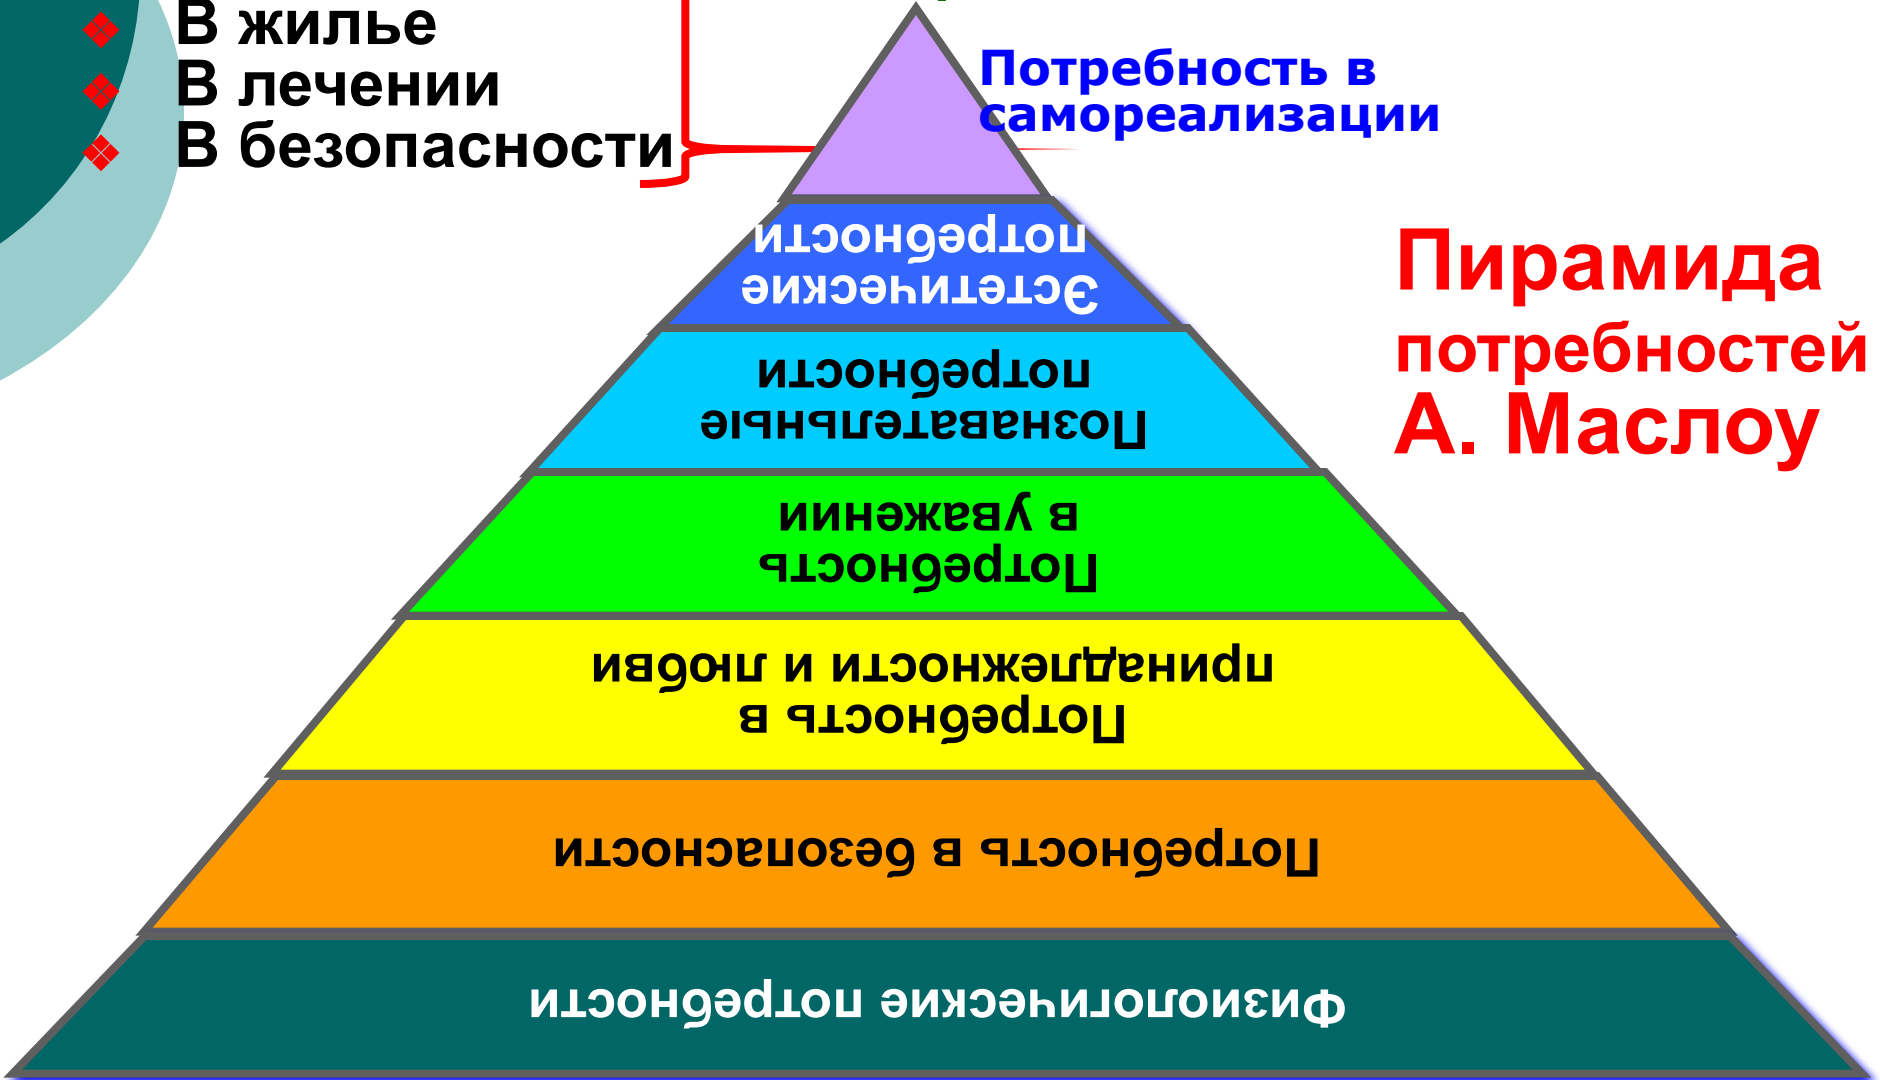 В жилье
В лечении
В безопасности
Потребность в
самореализации
Пирамида
потребностей
А. Маслоу
Эстетические
потребности
Познавательные
потребности
Потребность
в уважении
Потребность в
принадлежности и любви
Потребность в безопасности
Физиологические потребности